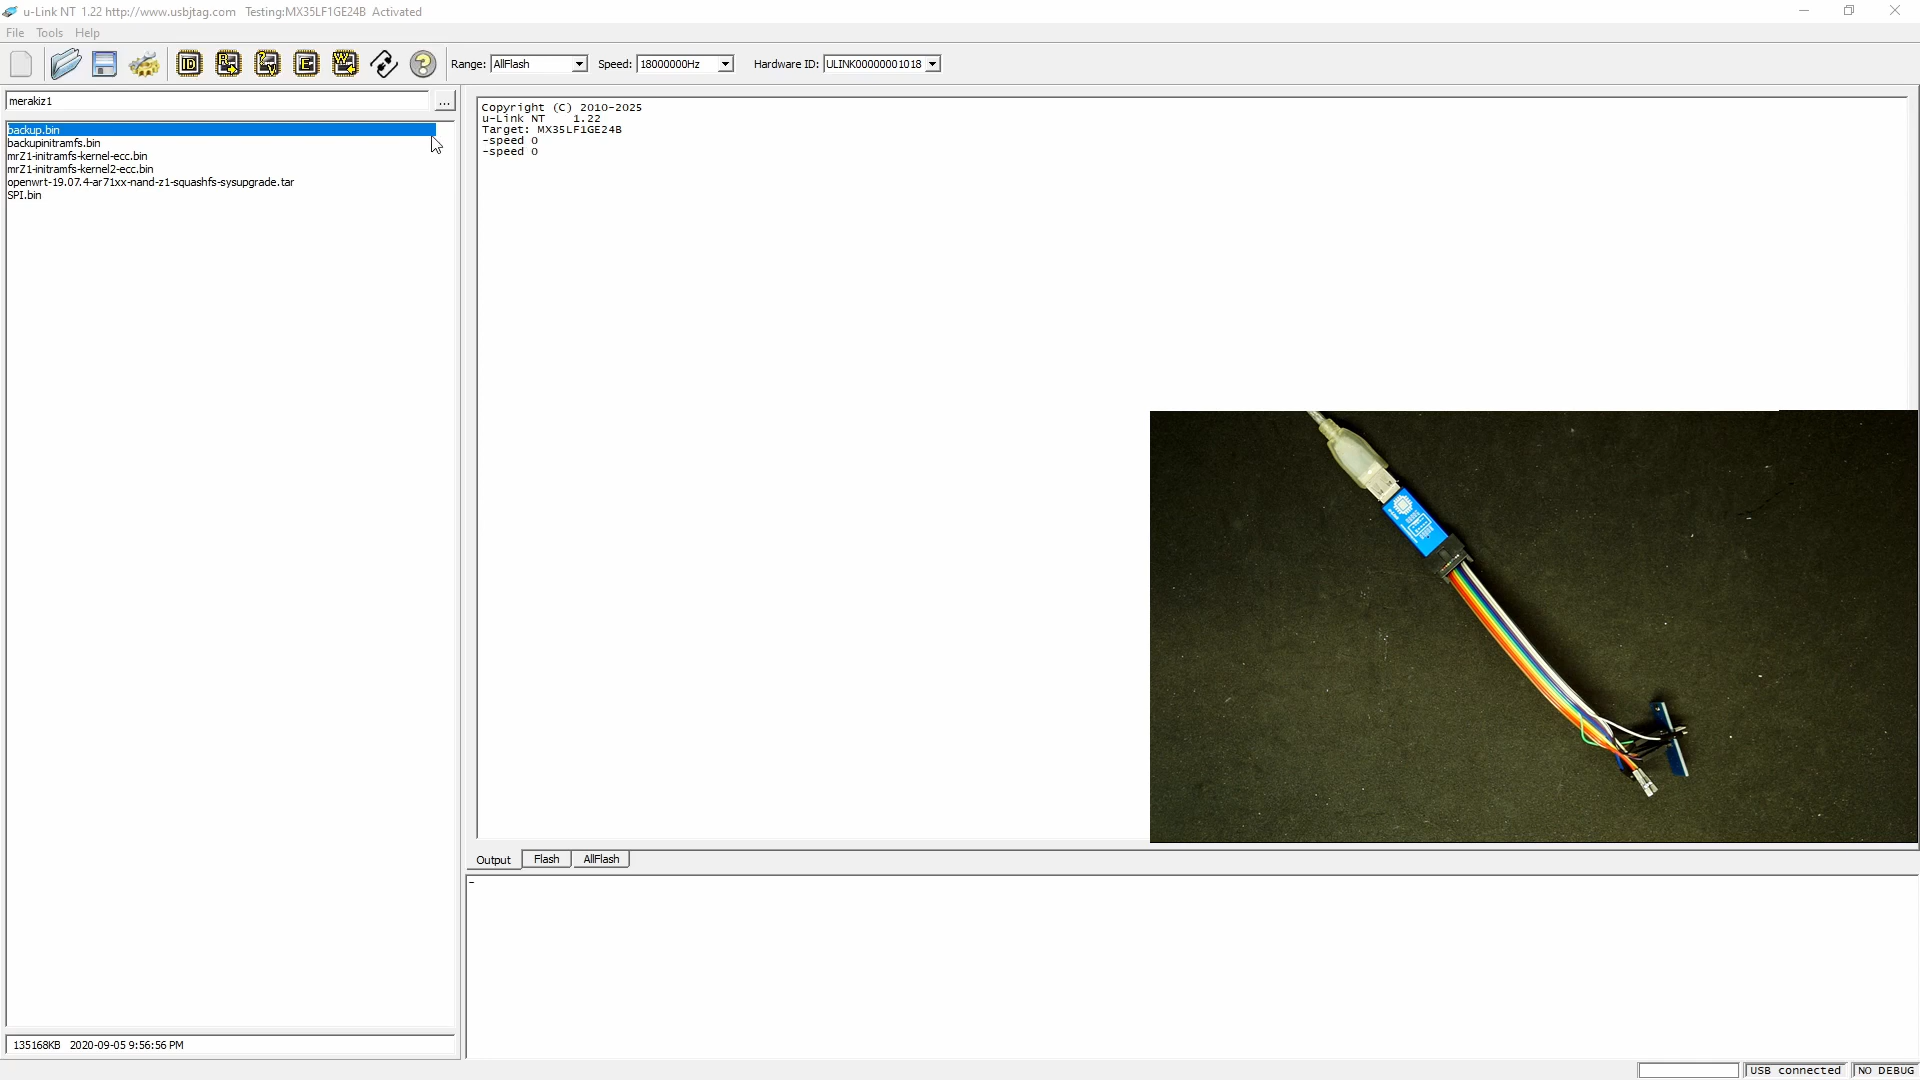 u-Link NT 1.22 http://www.usbjtag.com Testing:MX35LF1GE24B Activated
File Tools Help
ID R V E W ?
Range: AllFlash Speed: 18000000Hz Hardware ID: ULINK00000001018
merakiz1 ...
backup.bin
backupinitramfs.bin
mrZ1-initramfs-kernel-ecc.bin
mrZ1-initramfs-kernel2-ecc.bin
openwrt-19.07.4-ar71xx-nand-z1-squashfs-sysupgrade.tar
SPI.bin
135168KB 2020-09-05 9:56:56 PM
Copyright (C) 2010-2025
u-Link NT 1.22
Target: MX35LF1GE24B
-speed 0
-speed 0
Output Flash AllFlash
-
USB connected NO DEBUG